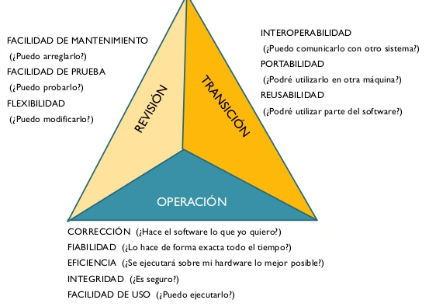 FACILIDAD DE MANTENIMIENTO
(¿Puedo arreglarlo?)
FACILIDAD DE PRUEBA
(¿Puedo probarlo?)
FLEXIBILIDAD
(¿Puedo modificarlo?)
REVISIÓN
TRANSICIÓN
INTEROPERABILIDAD
(¿Puedo comunicarlo con otro sistema?)
PORTABILIDAD
(¿Podré utilizarlo en otra máquina?)
REUSABILIDAD
(¿Podré utilizar parte del software?)
OPERACIÓN
CORRECCIÓN (¿Hace el software lo que yo quiero?)
FIABILIDAD (¿Lo hace de forma exacta todo el tiempo?)
EFICIENCIA (¿Se ejecutará sobre mi hardware lo mejor posible?)
INTEGRIDAD (¿Es seguro?)
FACILIDAD DE USO (¿Puedo ejecutarlo?)